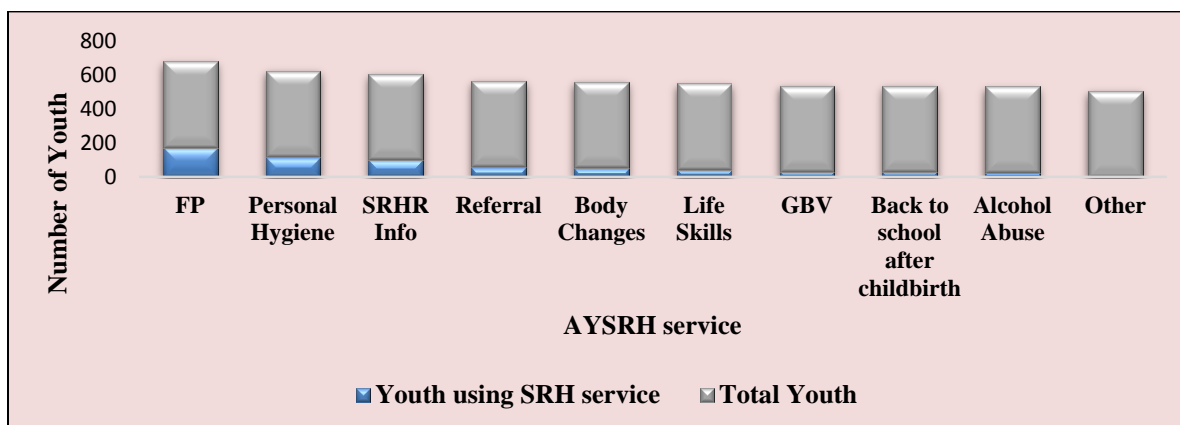 800
600
400
200
0
Number of Youth
FP
Personal
Hygiene
SRHR
Info
Referral
Body
Changes
Life
Skills
GBV
Back to
school
after
childbirth
Alcohol
Abuse
Other
AYSRH service
Youth using SRH service
Total Youth